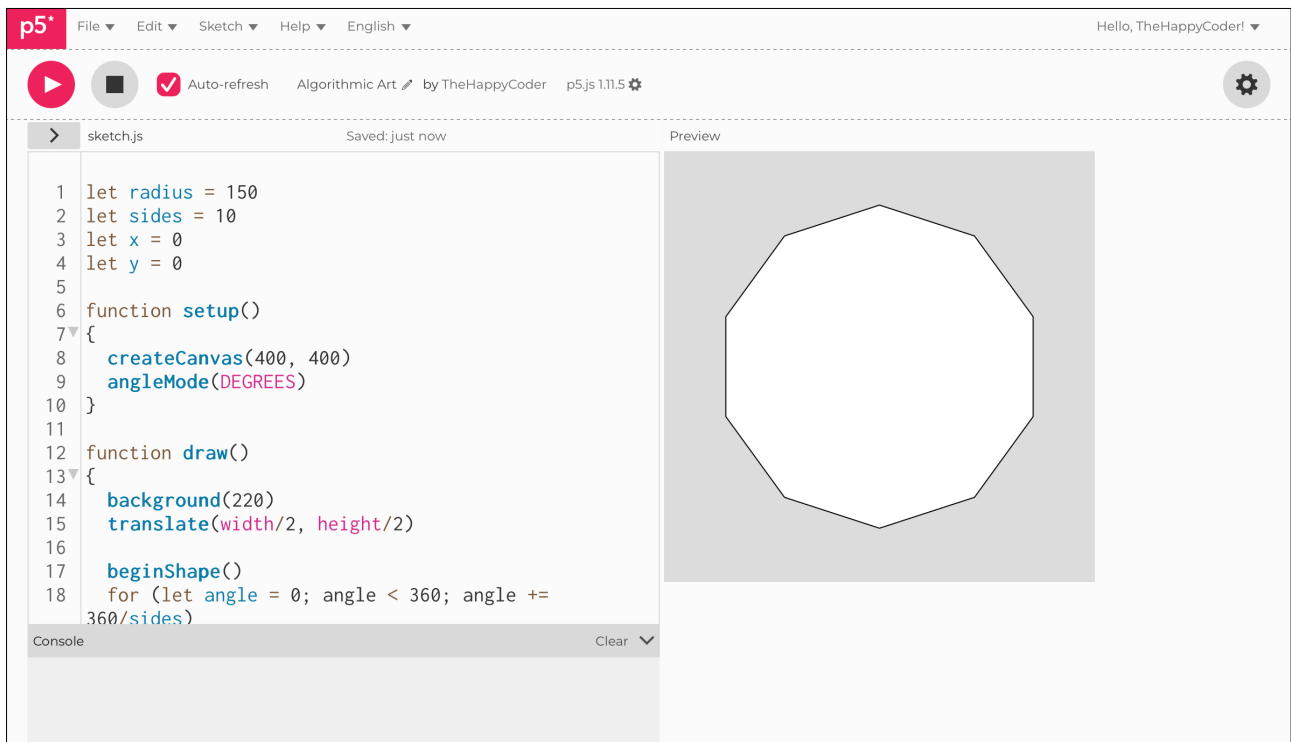 p5* File Edit Sketch Help English Hello, TheHappyCoder!
Auto-refresh Algorithmic Art by TheHappyCoder p5.js 1.11.5
sketch.js Saved: just now Preview
1 let radius = 150
2 let sides = 10
3 let x = 0
4 let y = 0
5
6 function setup()
7 {
8 createCanvas(400, 400)
9 angleMode(DEGREES)
10 }
11
12 function draw()
13 {
14 background(220)
15 translate(width/2, height/2)
16
17 beginShape()
18 for (let angle = 0; angle < 360; angle +=
360/sides)
Console Clear